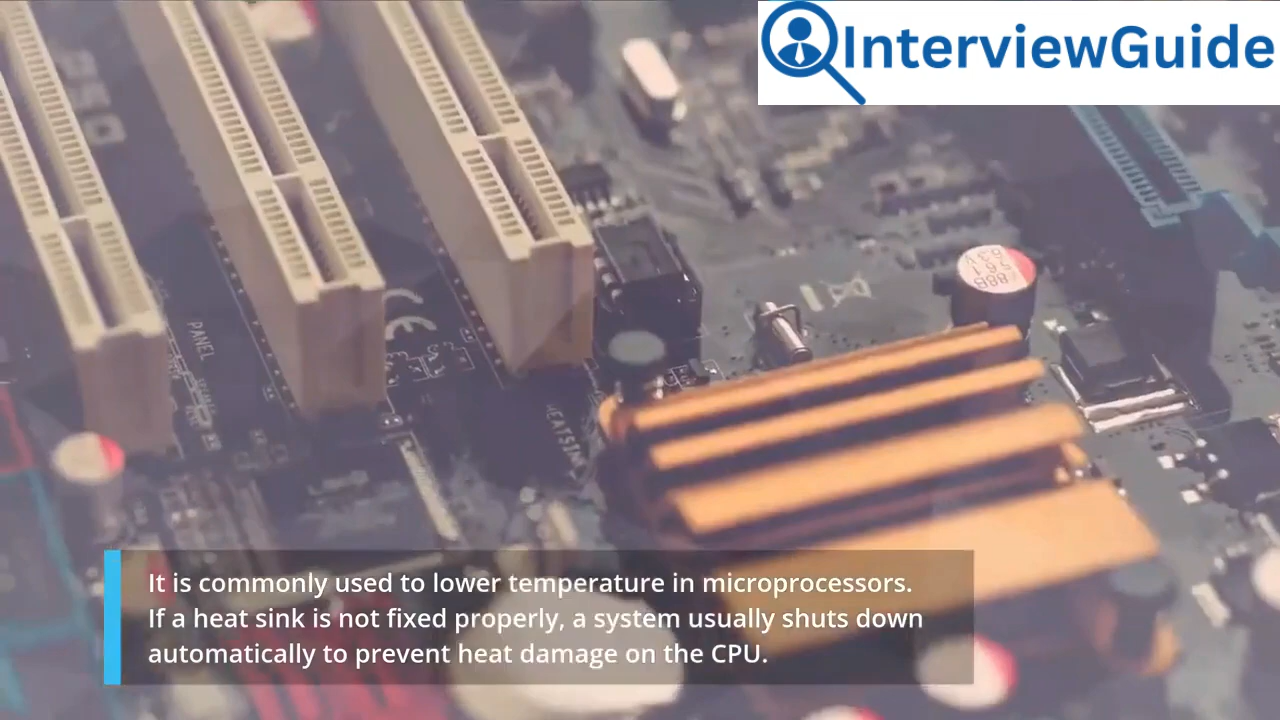 InterviewGuide
PANEL
It is commonly used to lower temperature in microprocessors.
If a heat sink is not fixed properly, a system usually shuts down
automatically to prevent heat damage on the CPU.